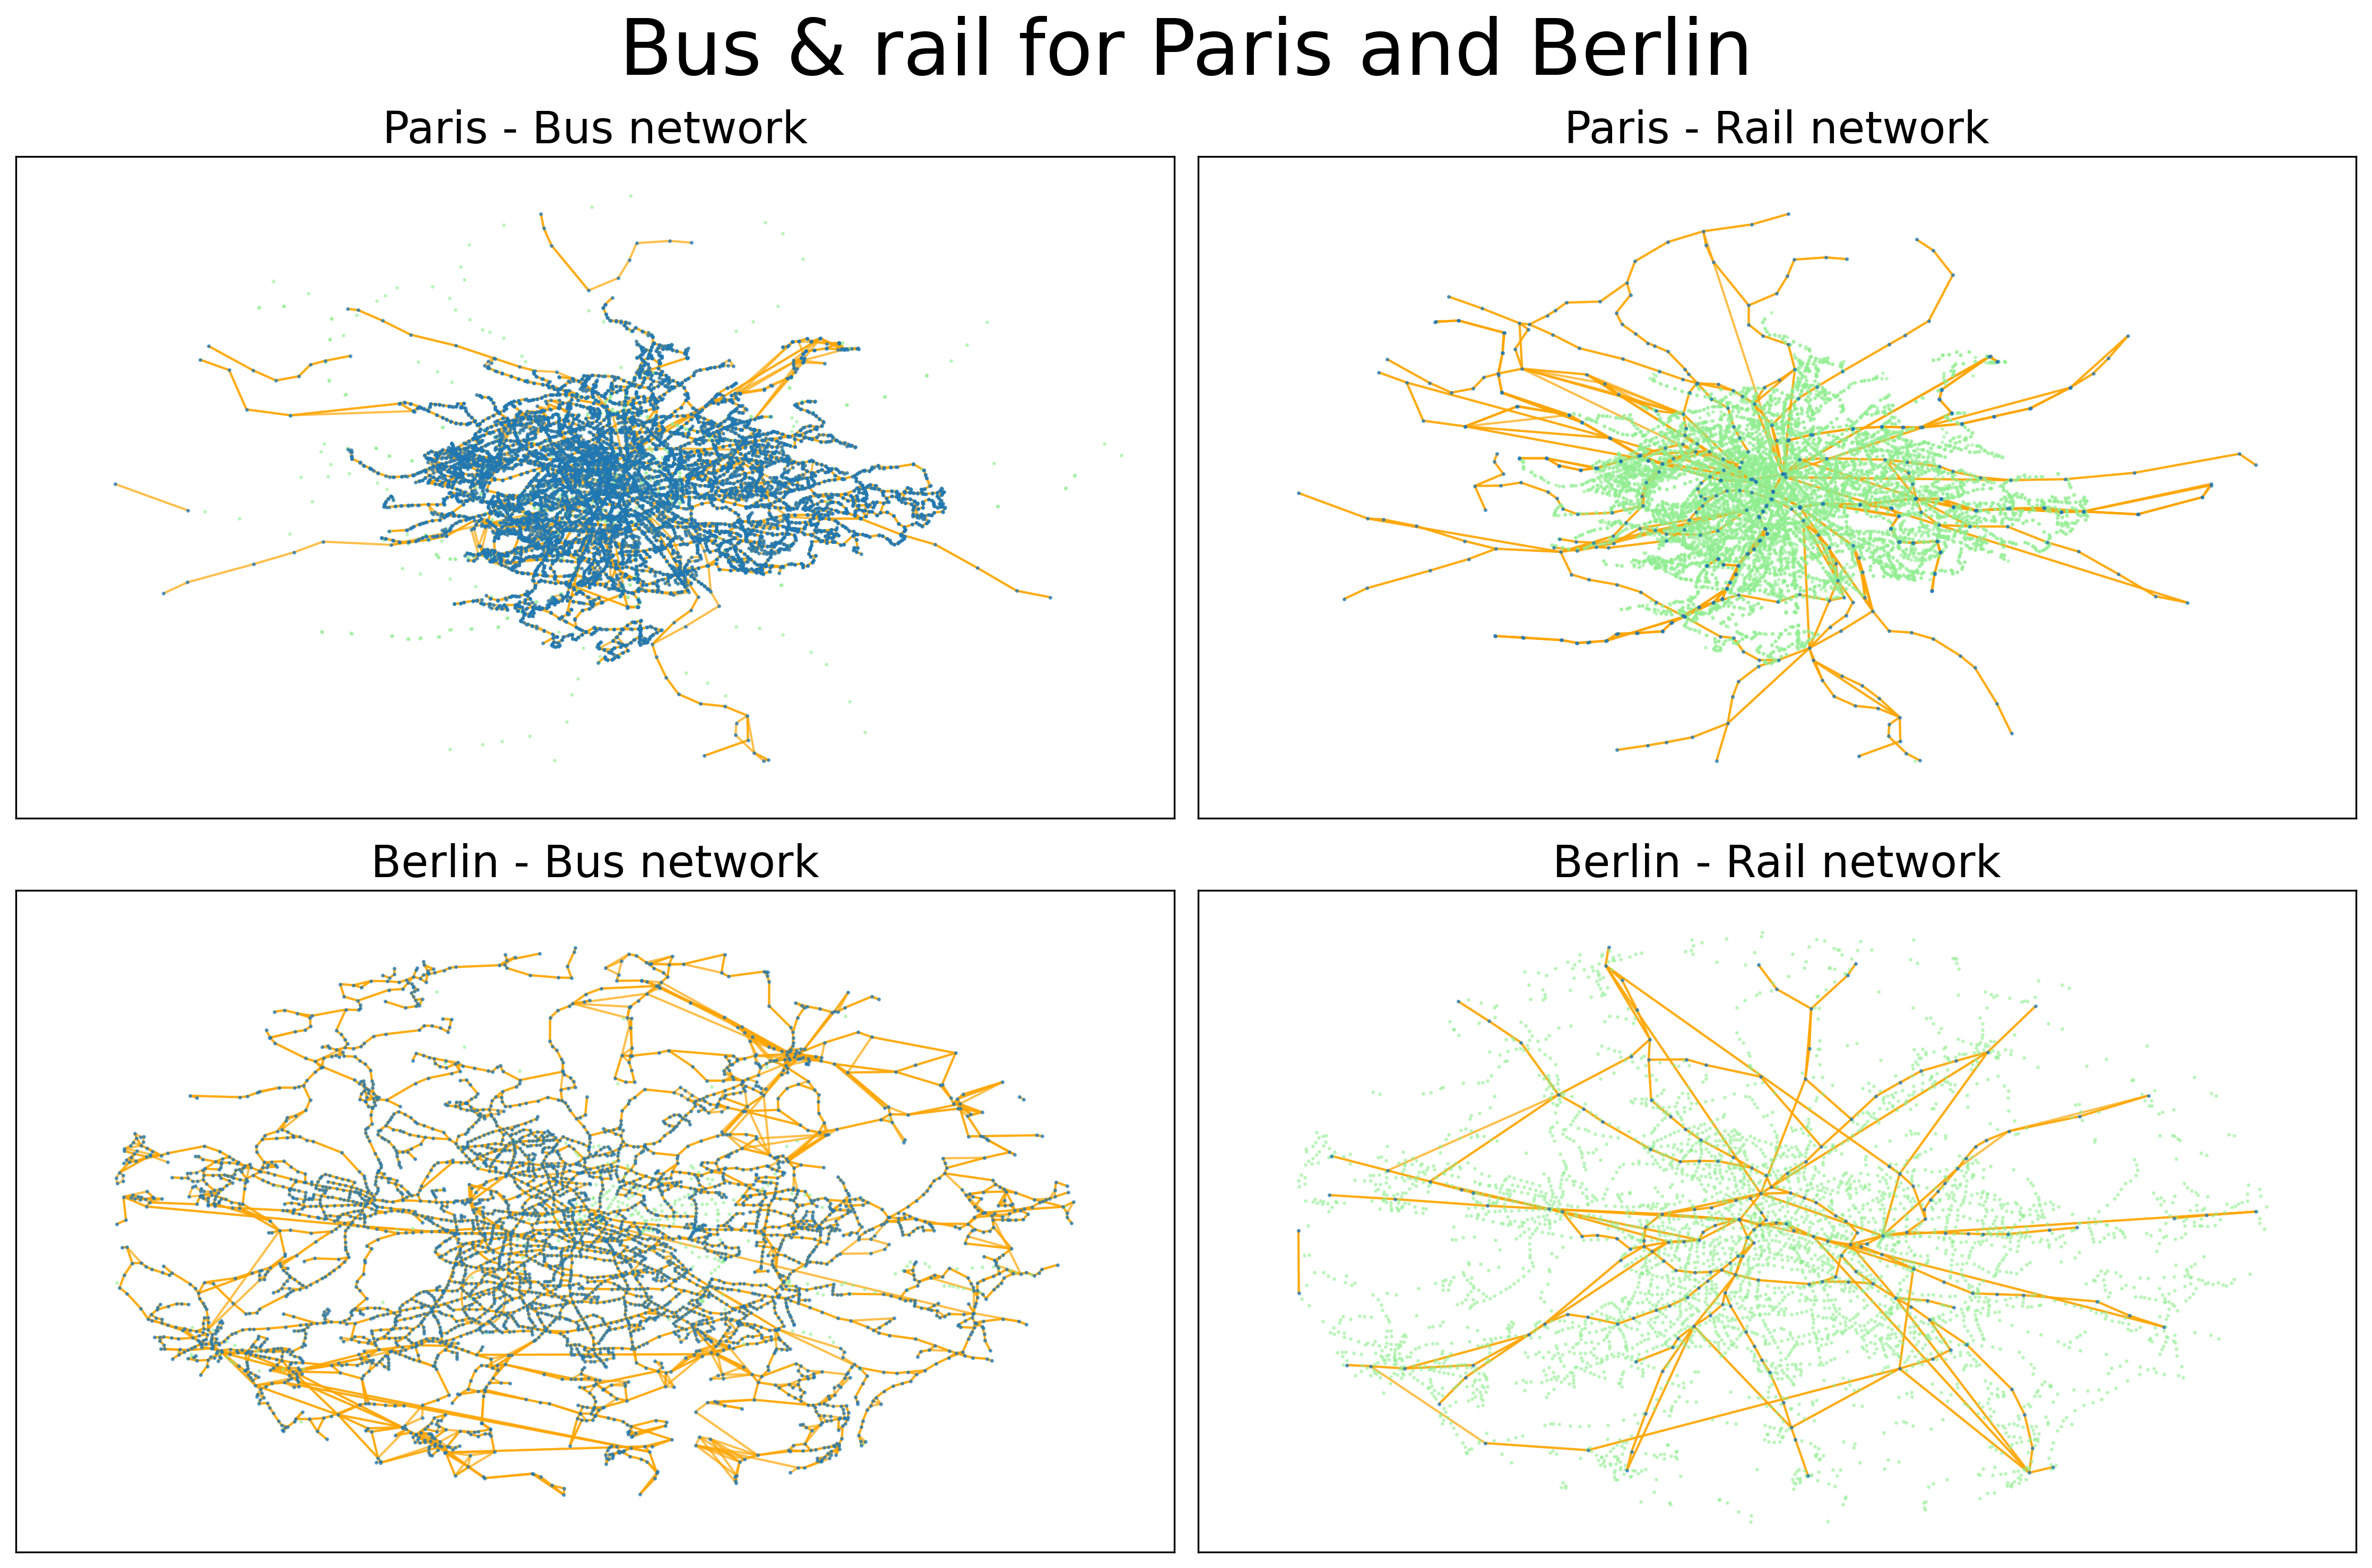 Bus & rail for Paris and Berlin
Paris - Bus network
Paris - Rail network
Berlin - Bus network
Berlin - Rail network